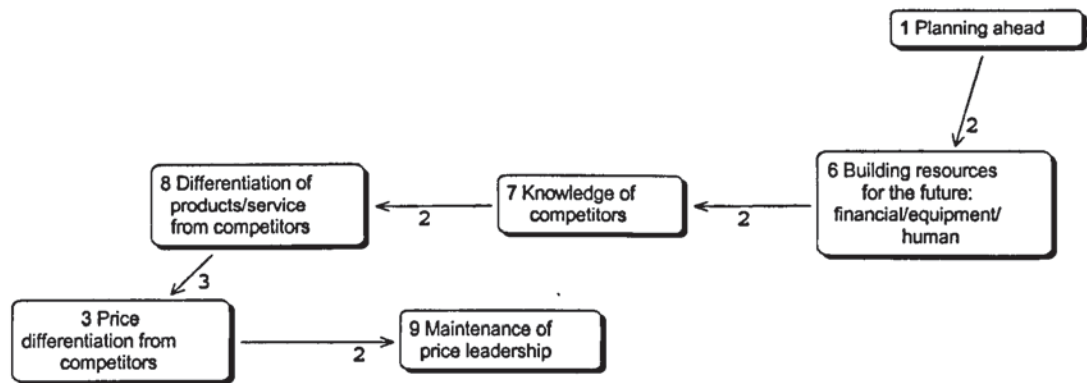 1 Planning ahead
2
6 Building resources
for the future:
financial/equipment/
human
2
7 Knowledge of
competitors
2
8 Differentiation of
products/service
from competitors
3
3 Price
differentiation from
competitors
2
9 Maintenance of
price leadership